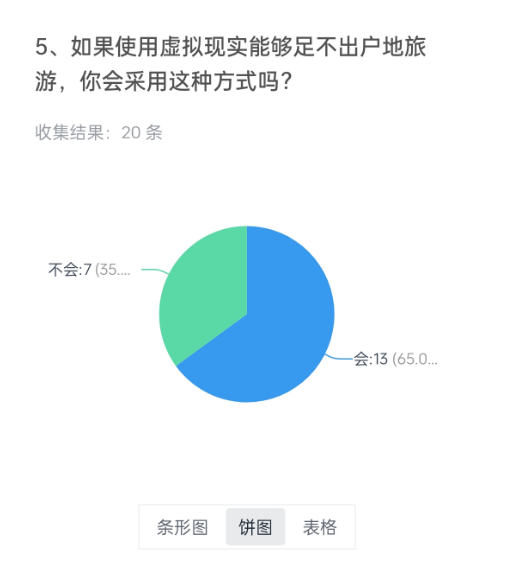 5、如果使用虚拟现实能够足不出户地旅
游，你会采用这种方式吗？
收集结果：20 条
不会:7 (35....
会:13 (65.0...
条形图 饼图 表格